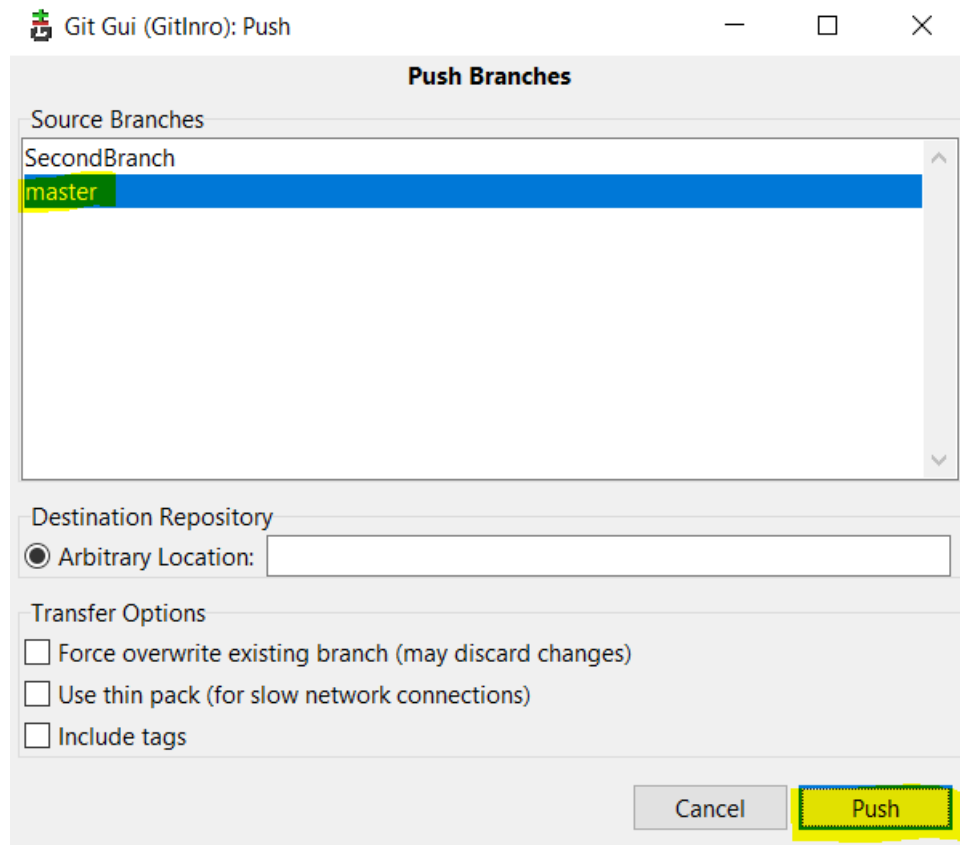 Git Gui (GitInro): Push
Push Branches
Source Branches
SecondBranch
master
Destination Repository
Arbitrary Location:
Transfer Options
Force overwrite existing branch (may discard changes)
Use thin pack (for slow network connections)
Include tags
Cancel Push